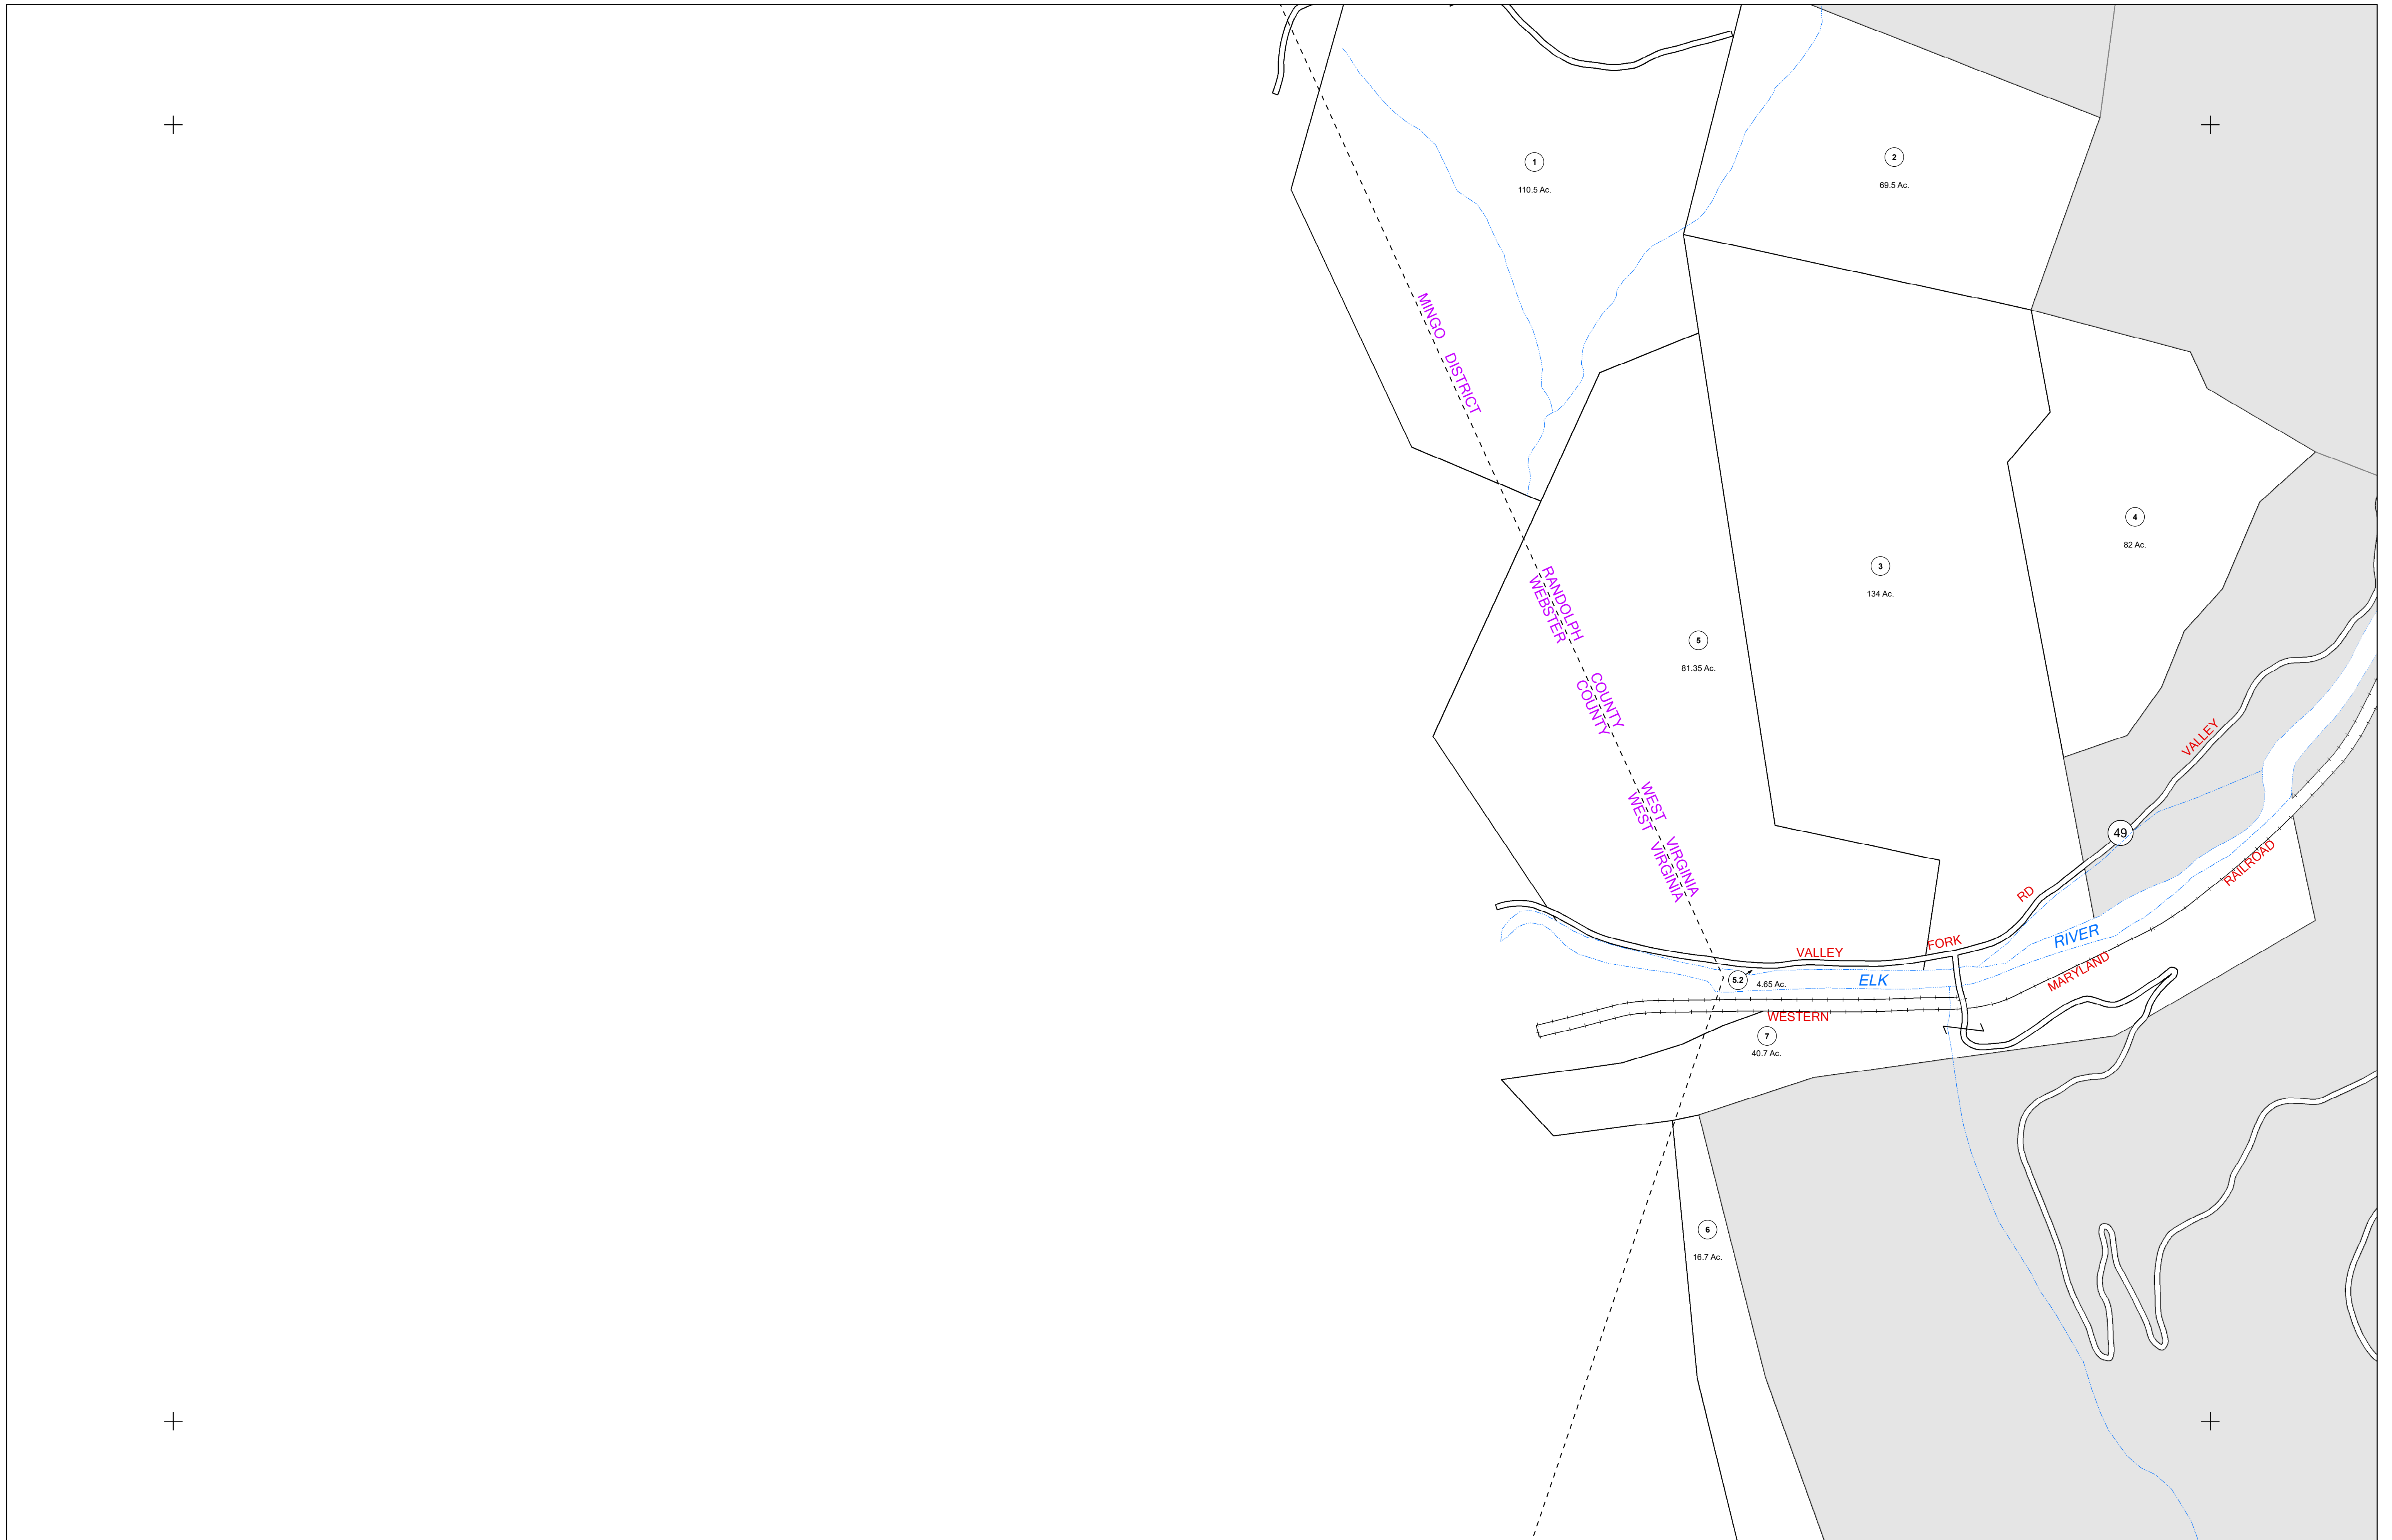 1
110.5 Ac.
2
69.5 Ac.
MINGO DISTRICT
4
82 Ac.
3
134 Ac.
5
81.35 Ac.
RANDOLPH COUNTY WEST VIRGINIA
WEBSTER COUNTY WEST VIRGINIA
VALLEY
49
RAILROAD
RD
RIVER
FORK
VALLEY
MARYLAND
5.2
4.65 Ac.
ELK
WESTERN
7
40.7 Ac.
6
16.7 Ac.